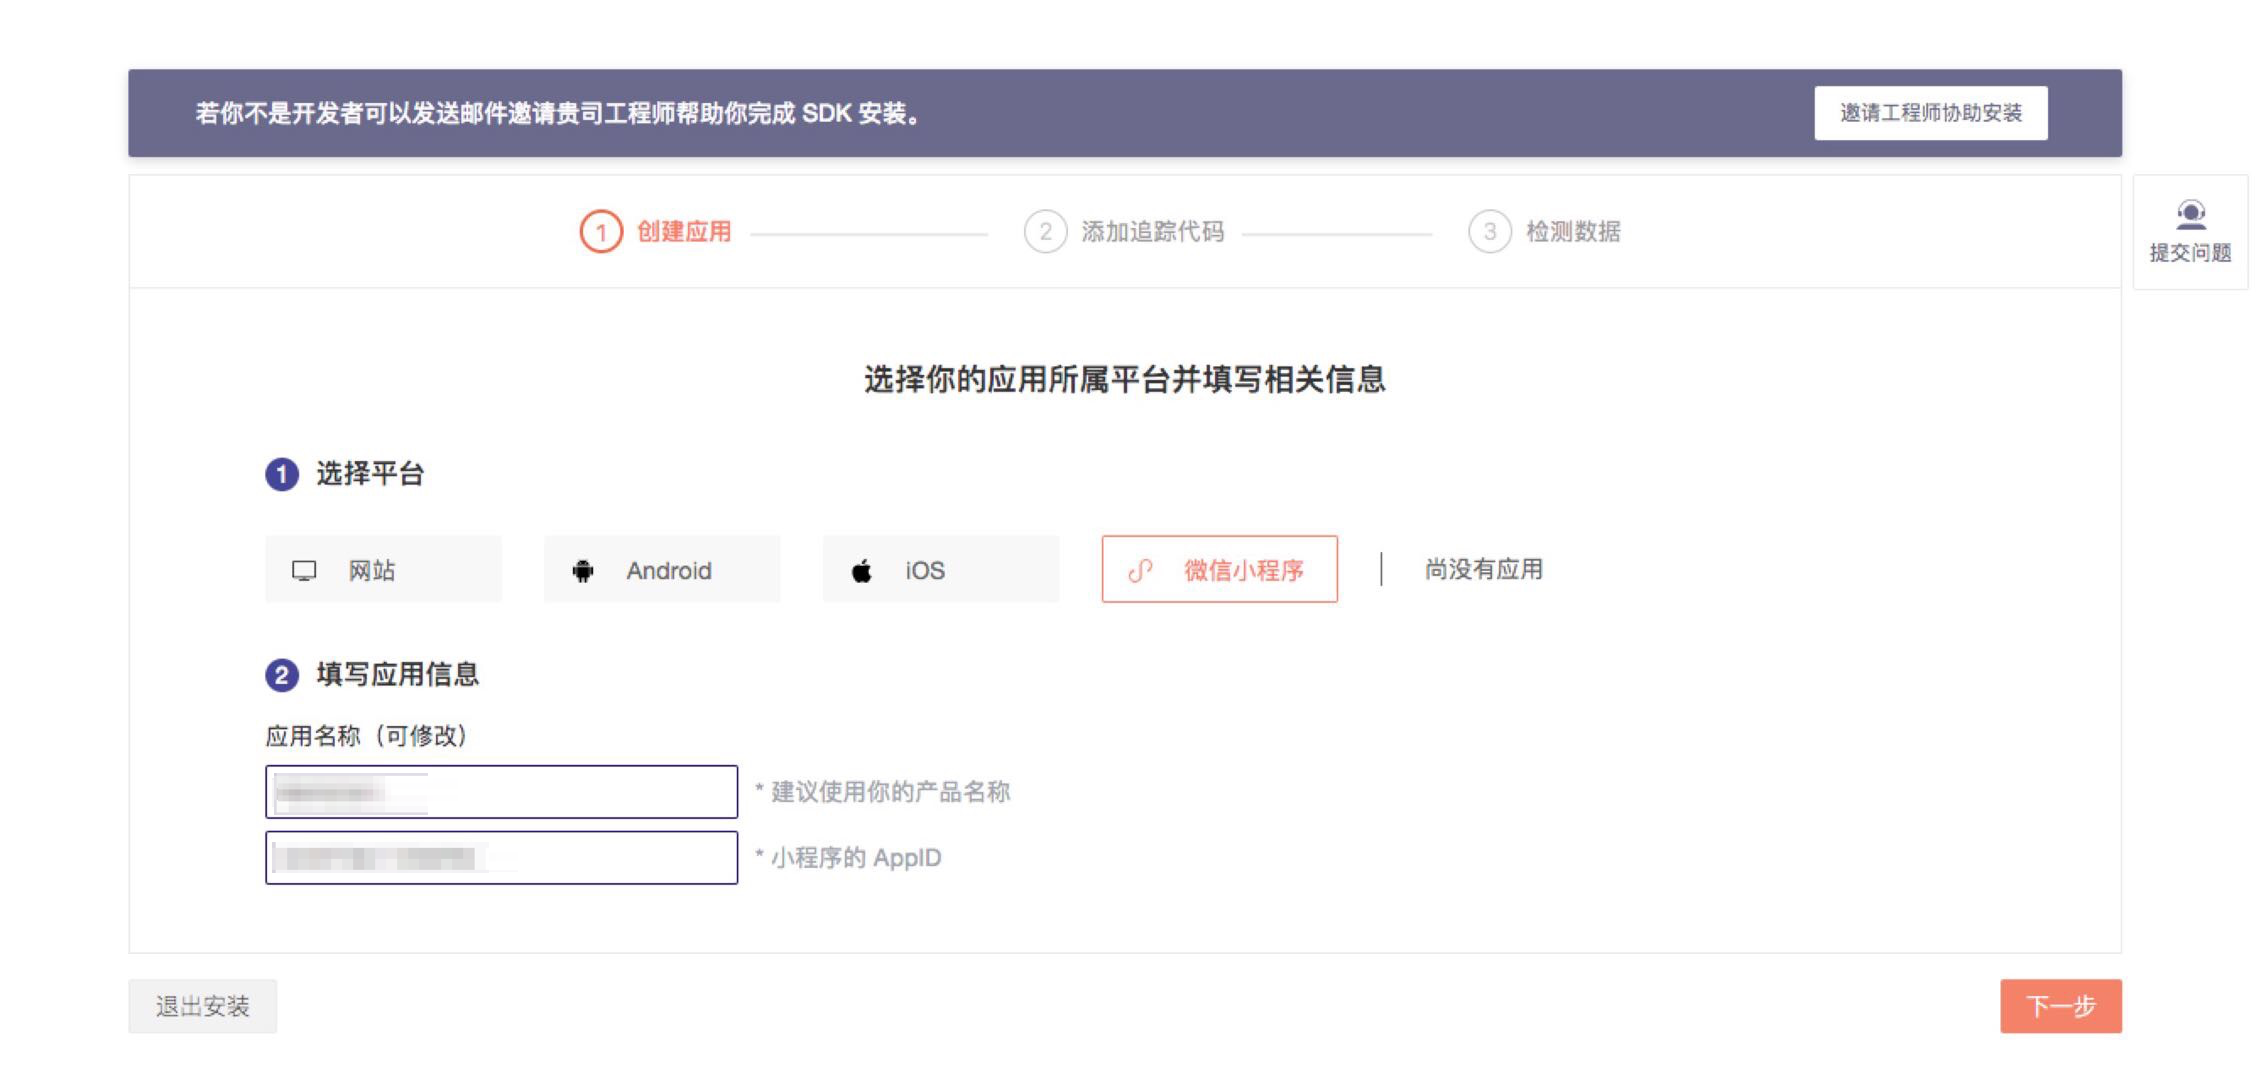 若你不是开发者可以发送邮件邀请贵司工程师帮助你完成 SDK 安装。
邀请工程师协助安装
1 创建应用
2 添加追踪代码
3 检测数据
提交问题
选择你的应用所属平台并填写相关信息
1 选择平台
网站
Android
iOS
微信小程序
尚没有应用
2 填写应用信息
应用名称（可修改）
* 建议使用你的产品名称
* 小程序的 AppID
退出安装
下一步